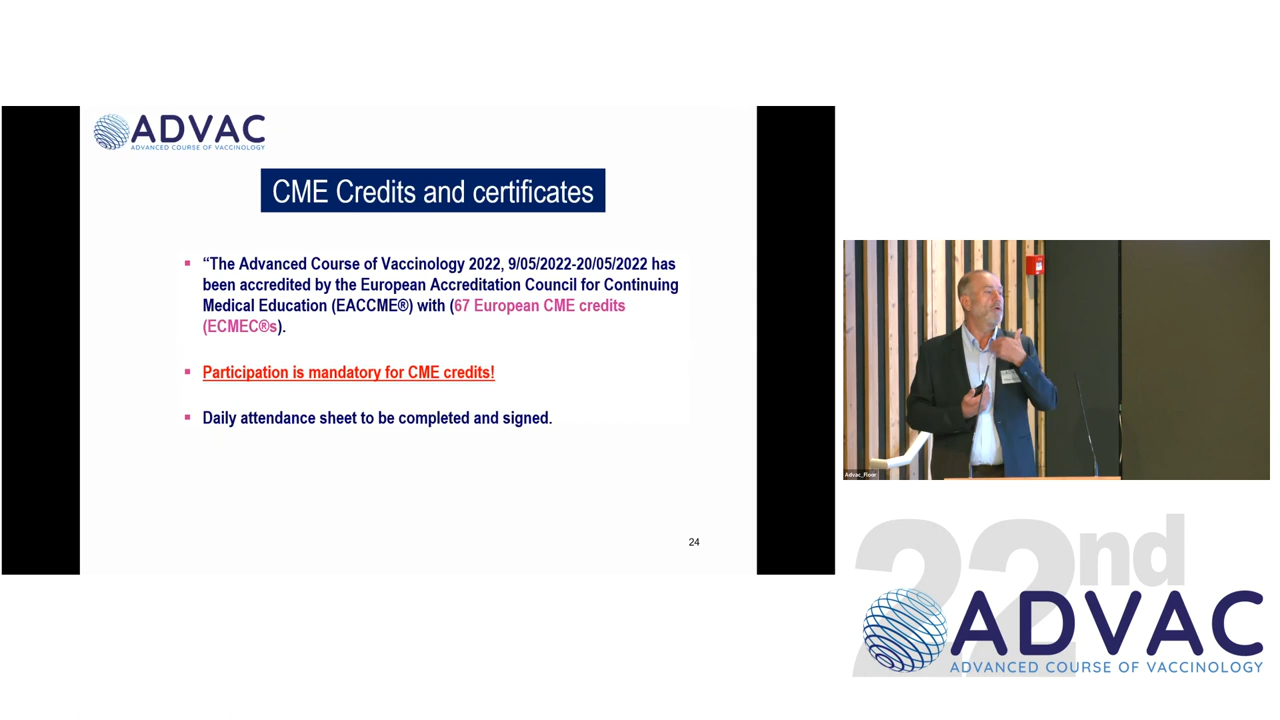 ADVAC
ADVANCED COURSE OF VACCINOLOGY
CME Credits and certificates
▪ “The Advanced Course of Vaccinology 2022, 9/05/2022-20/05/2022 has
been accredited by the European Accreditation Council for Continuing
Medical Education (EACCME®) with (67 European CME credits
(ECMEC®s).
▪ Participation is mandatory for CME credits!
▪ Daily attendance sheet to be completed and signed.
24
Advac_Floor
22nd
ADVAC
ADVANCED COURSE OF VACCINOLOGY